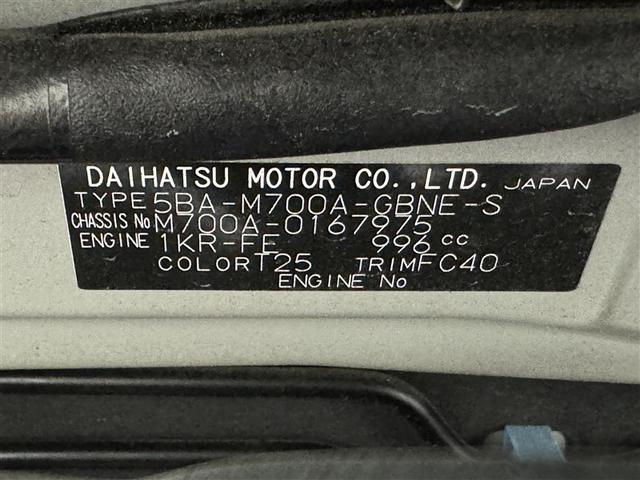 DAIHATSU MOTOR CO.,LTD. JAPAN
TYPE 5BA-M700A-GBNE-S
CHASSIS No M700A-0167975
ENGINE 1KR-FE 996 cc
COLOR T25 TRIM FC40
ENGINE No